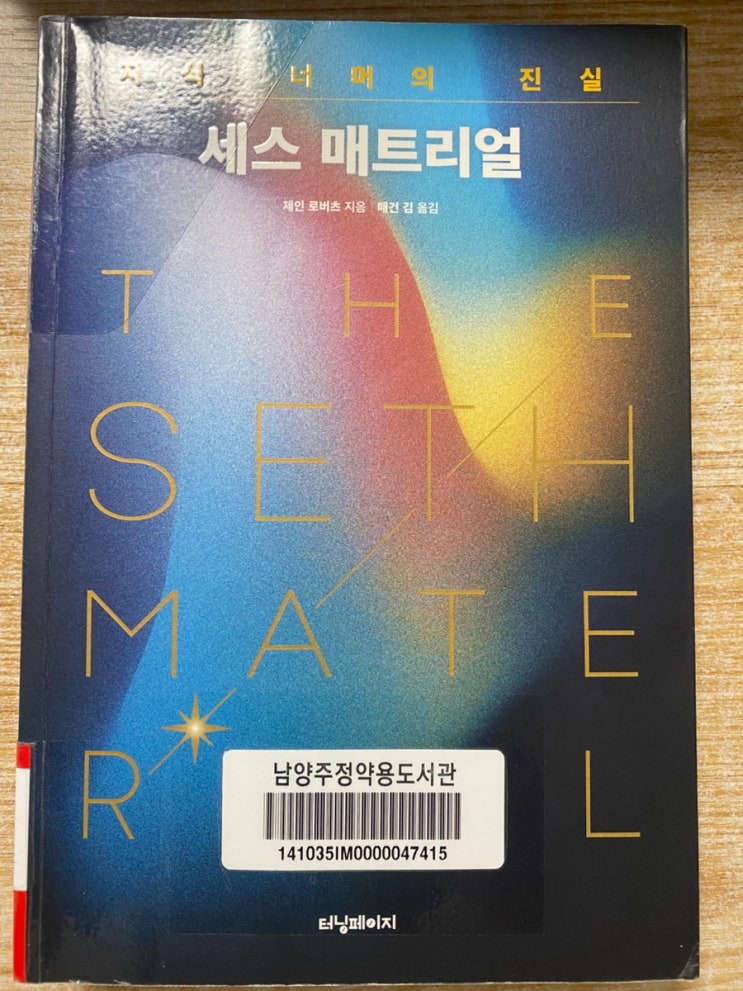 지식 너머의 진실
세스 매트리얼
제인 로버츠 지음 | 매건 김 옮김
THE
SETH
MATE
R L
남양주정약용도서관
141035IM0000047415
터닝페이지